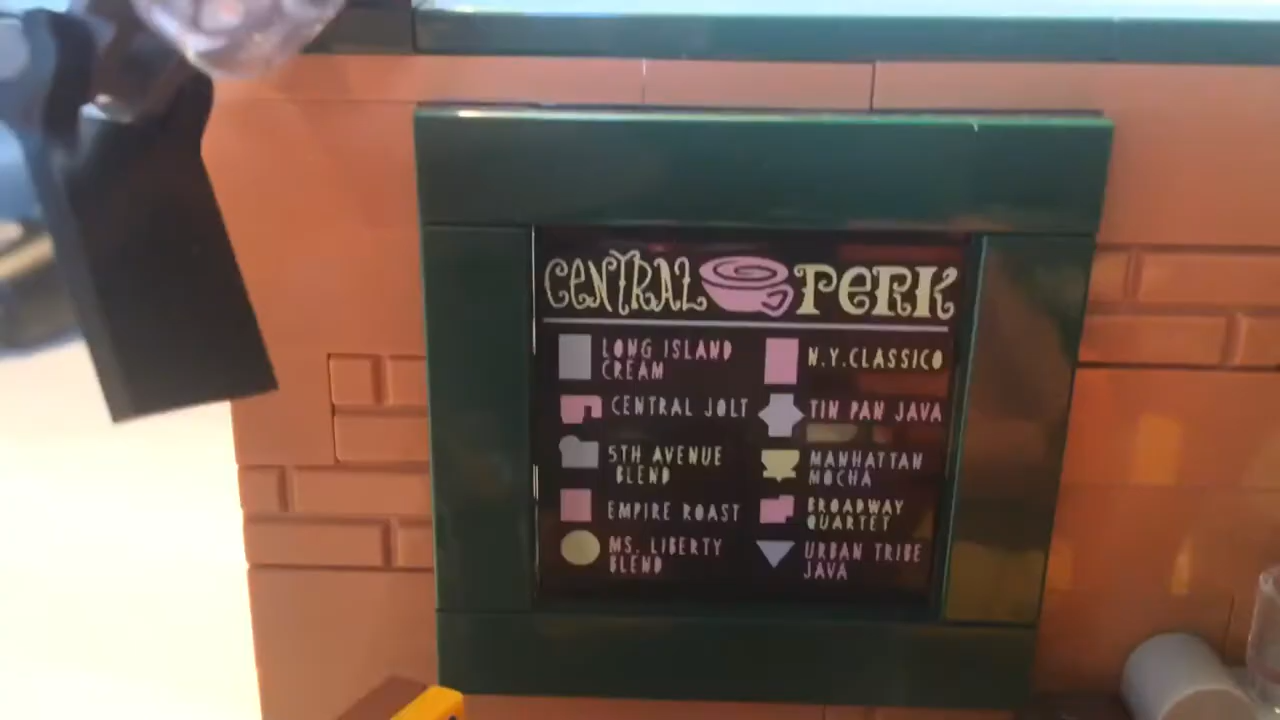 CENTRAL PERK
LONG ISLAND
CREAM
CENTRAL JOLT
5TH AVENUE
BLEND
EMPIRE ROAST
MS. LIBERTY
BLEND
N.Y.CLASSICO
TIN PAN JAVA
MANHATTAN
MOCHA
BROADWAY
QUARTET
URBAN TRIBE
JAVA